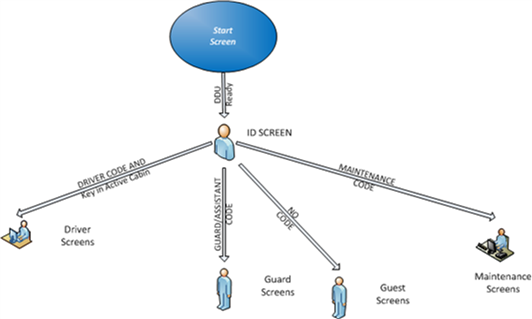 Start
Screen
DDU
Ready
ID SCREEN
DRIVER CODE AND
Key in Active Cabin
GUARD/ASSISTANT
CODE
NO
CODE
MAINTENANCE
CODE
Driver
Screens
Guard
Screens
Guest
Screens
Maintenance
Screens